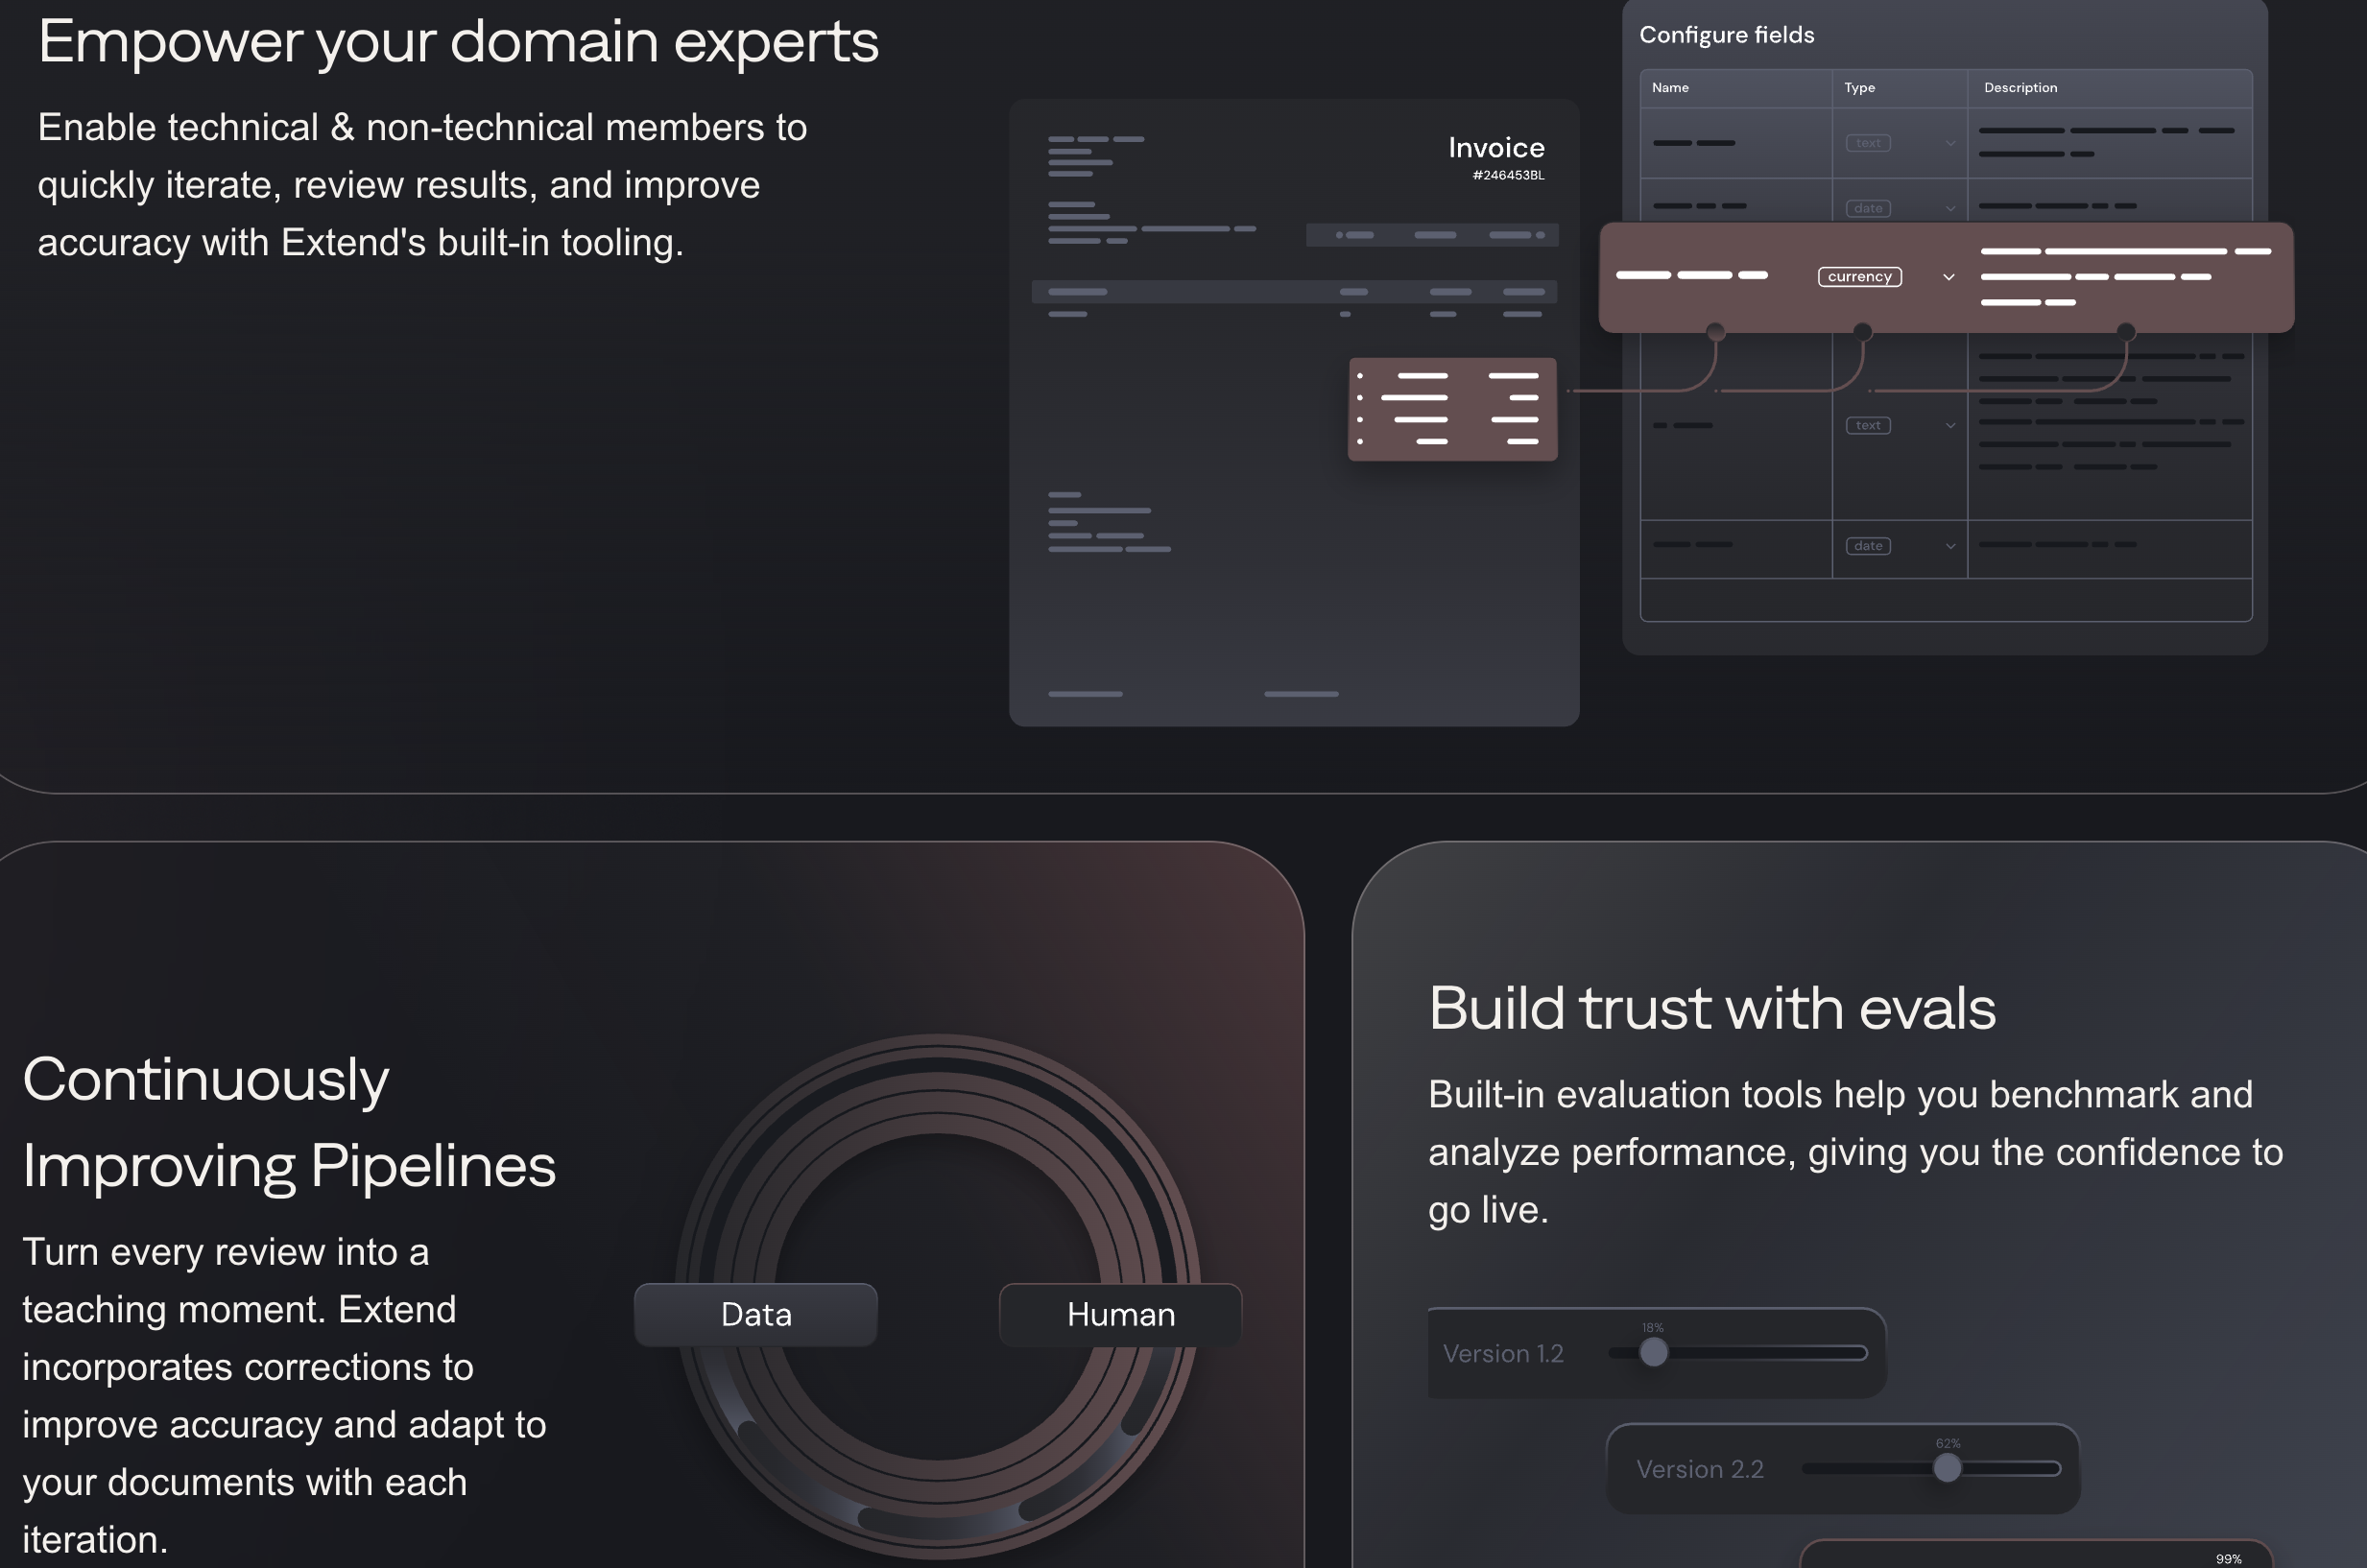 Empower your domain experts
Enable technical & non-technical members to
quickly iterate, review results, and improve
accuracy with Extend's built-in tooling.
Invoice
#246453BL
Configure fields
Name Type Description
text
date
currency
text
date
Continuously
Improving Pipelines
Turn every review into a
teaching moment. Extend
incorporates corrections to
improve accuracy and adapt to
your documents with each
iteration.
Data
Human
Build trust with evals
Built-in evaluation tools help you benchmark and
analyze performance, giving you the confidence to
go live.
18%
Version 1.2
62%
Version 2.2
99%